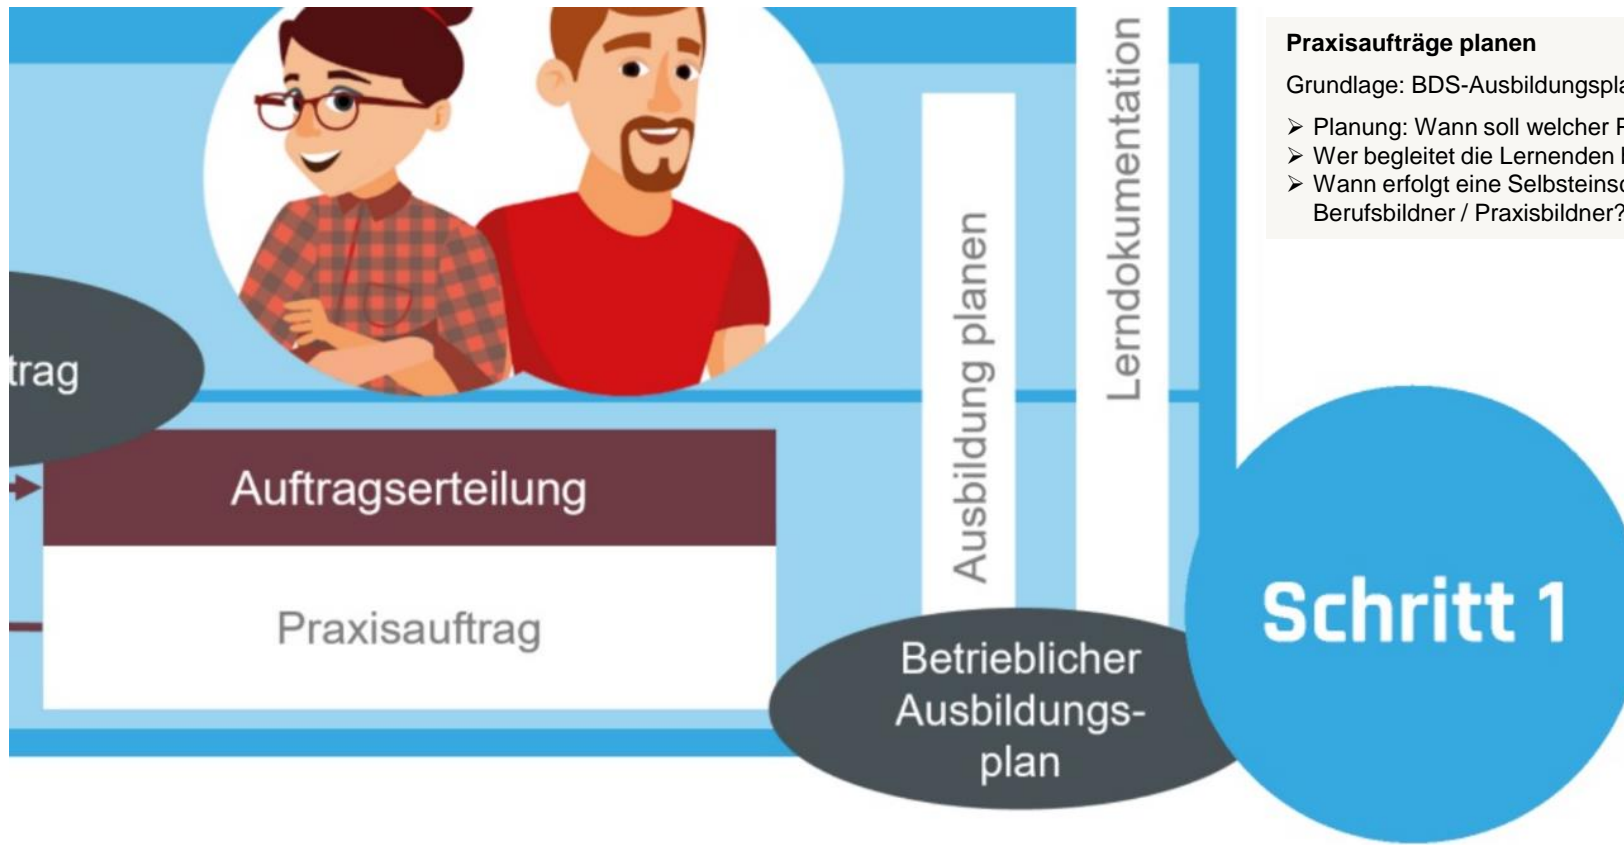 Praxisaufträge planen
Grundlage: BDS-Ausbildungspla
➢ Planung: Wann soll welcher
➢ Wer begleitet die Lernenden
➢ Wann erfolgt eine Selbsteins
Berufsbildner / Praxisbildner?
Lerndokumentation
Ausbildung planen
trag
Auftragserteilung
Praxisauftrag
Betrieblicher
Ausbildungs-
plan
Schritt 1